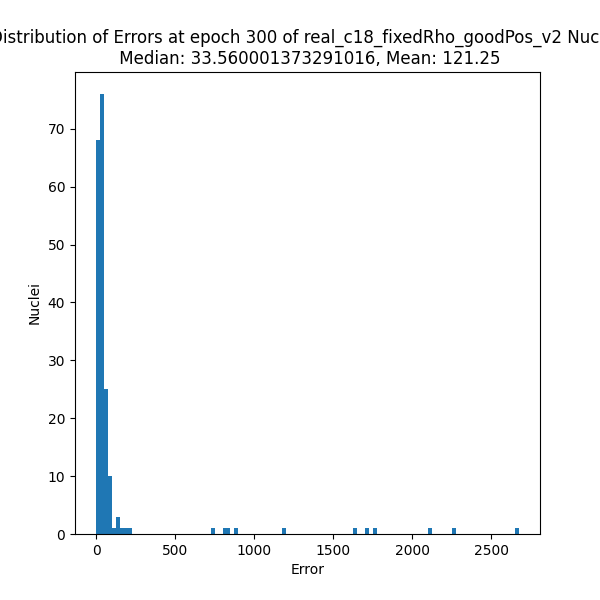 Distribution of Errors at epoch 300 of real_c18_fixedRho_goodPos_v2 Nuc
Median: 33.560001373291016, Mean: 121.25
70
60
50
40
30
20
10
0
Nuclei
0 500 1000 1500 2000 2500
Error